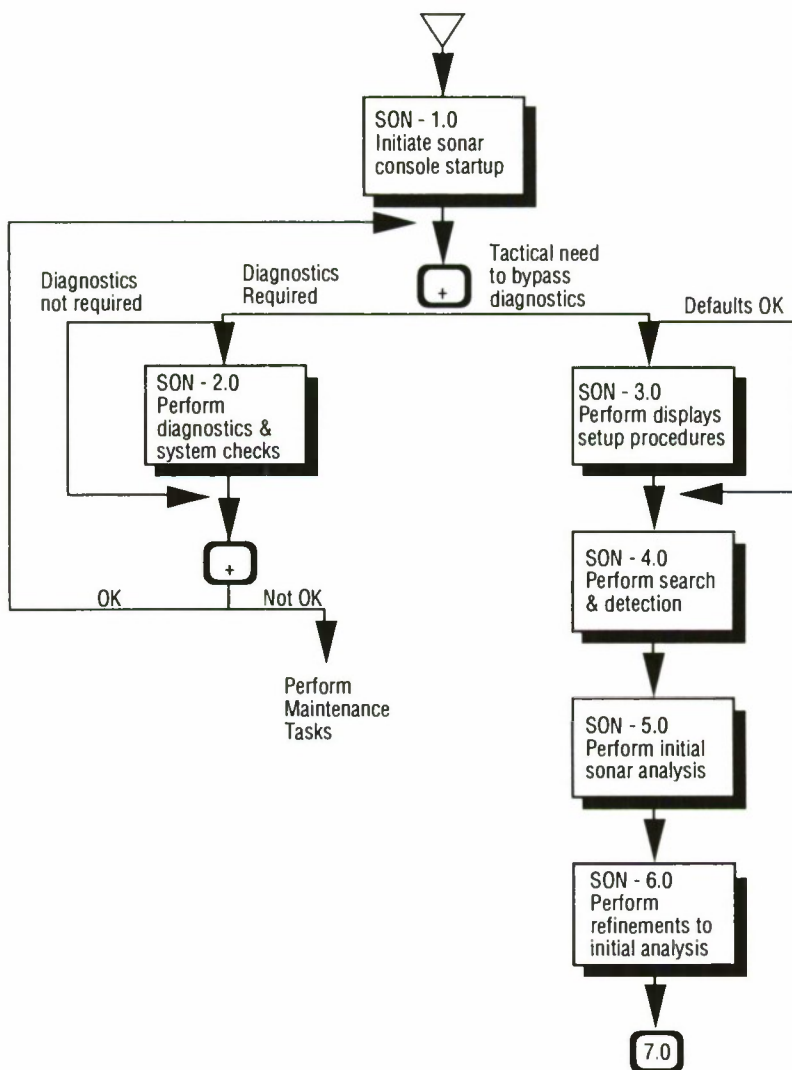 SON - 1.0
Initiate sonar
console startup
+
Tactical need
to bypass
diagnostics
Diagnostics
not required
Diagnostics
Required
Defaults OK
SON - 2.0
Perform
diagnostics &
system checks
SON - 3.0
Perform displays
setup procedures
+
OK
Not OK
Perform
Maintenance
Tasks
SON - 4.0
Perform search
& detection
SON - 5.0
Perform initial
sonar analysis
SON - 6.0
Perform
refinements to
initial analysis
7.0